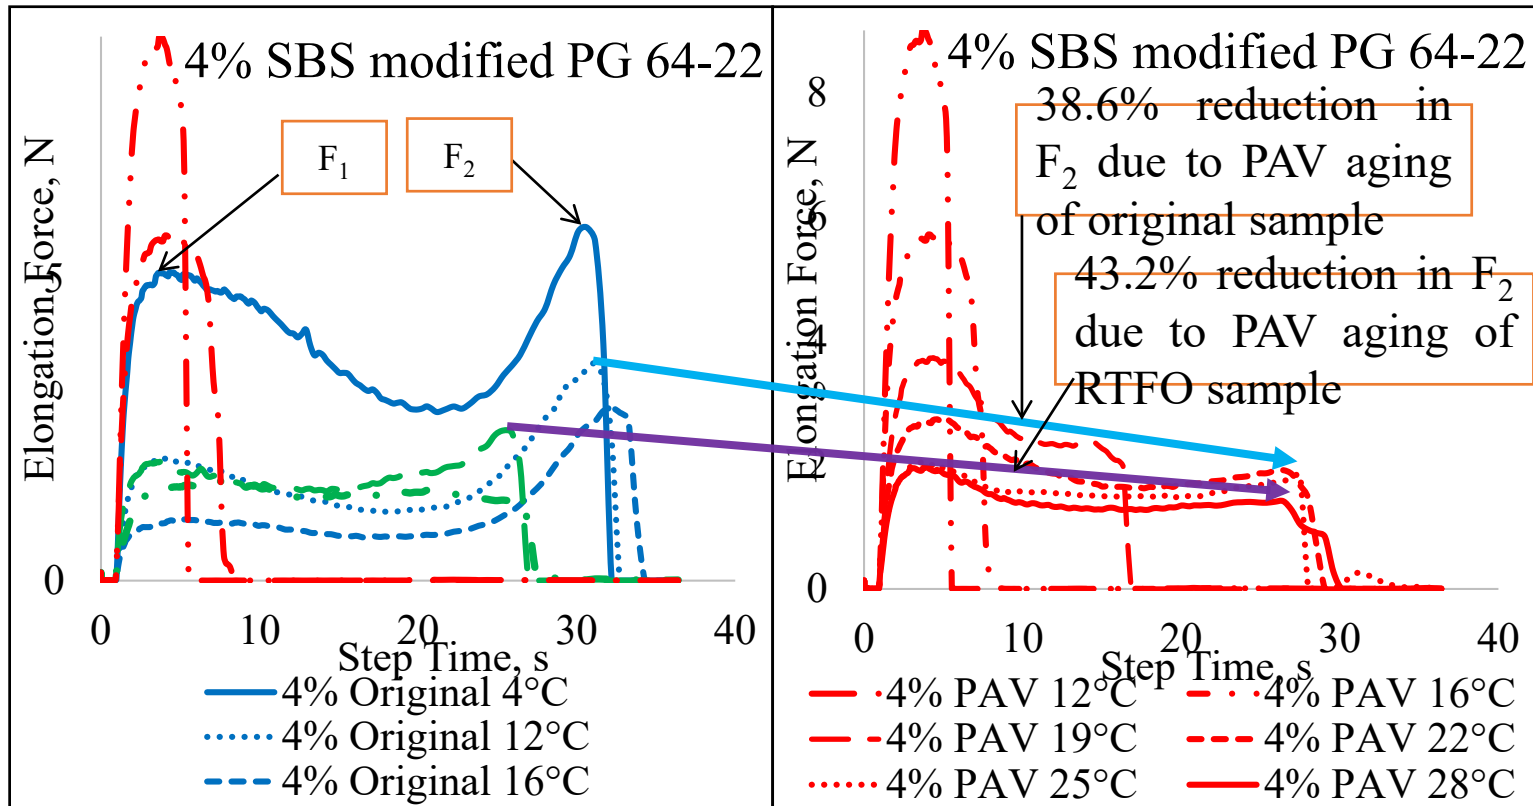 4% SBS modified PG 64-22
F₁
F₂
Elongation Force, N
5
0
0
10
20
30
40
Step Time, s
4% Original 4°C
4% Original 12°C
4% Original 16°C
4% SBS modified PG 64-22
38.6% reduction in
F₂ due to PAV aging
of original sample
43.2% reduction in F₂
due to PAV aging of
RTFO sample
Elongation Force, N
8
6
4
2
0
0
10
20
30
40
Step Time, s
4% PAV 12°C
4% PAV 16°C
4% PAV 19°C
4% PAV 22°C
4% PAV 25°C
4% PAV 28°C